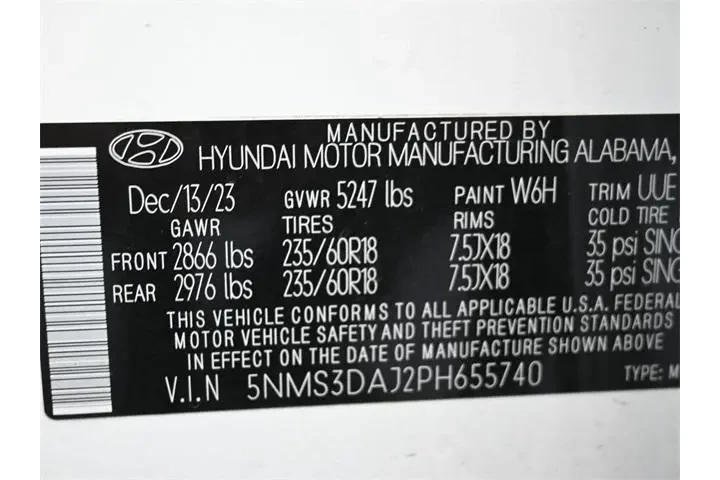 MANUFACTURED BY
HYUNDAI MOTOR MANUFACTURING ALABAMA,
Dec/13/23 GVWR 5247 lbs PAINT W6H TRIM UUE
GAWR TIRES RIMS COLD TIRE
FRONT 2866 lbs 235/60R18 7.5JX18 35 psi SING
REAR 2976 lbs 235/60R18 7.5JX18 35 psi SING
THIS VEHICLE CONFORMS TO ALL APPLICABLE U.S.A. FEDERAL
MOTOR VEHICLE SAFETY AND THEFT PREVENTION STANDARDS
IN EFFECT ON THE DATE OF MANUFACTURE SHOWN ABOVE.
V.I.N 5NMS3DAJ2PH655740 TYPE: M